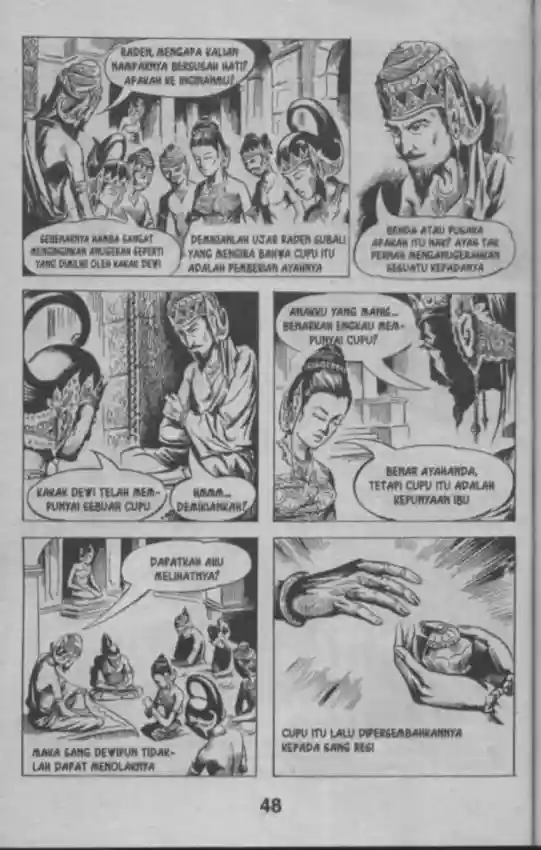 RADEN, MENGAPA KALIAN
NAMPAKNYA BERSUSAH HATI?
APAKAH KE INGINANMU?
SEBENARNYA HAMBA SANGAT
MENGINGINKAN ANUGERAH SEPERTI
YANG DIMILIKI OLEH KAKAK DEWI
DEMIKIANLAH UJAR RADEN SUBALI
YANG MENGIRA BAHWA CUPU ITU
ADALAH PEMBERIAN AYAHNYA
BENDA ATAU PUSAKA
APAKAH ITU NAK? AYAH TAK
PERNAH MENGANUGERAHKAN
SESUATU KEPADANYA
KAKAK DEWI TELAH MEM-
PUNYAI SEBUAH CUPU
HMMM...
DEMIKIANKAH?
ANAKKU YANG MANIS...
BENARKAH ENGKAU MEM-
PUNYAI CUPU?
BENAR AYAHANDA,
TETAPI CUPU ITU ADALAH
KEPUNYAAN IBU
DAPATKAH AKU
MELIHATNYA?
MAKA SANG DEWIPUN TIDAK-
LAH DAPAT MENOLAKNYA
CUPU ITU LALU DIPERSEMBAHKANNYA
KEPADA SANG RESI
48